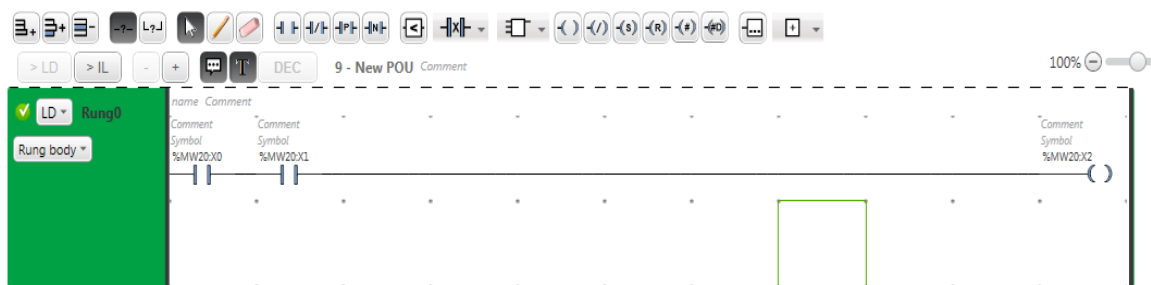 > LD > IL - + T DEC 9 - New POU Comment 100%
name Comment
LD Rung0
Comment Comment Comment
Symbol Symbol Symbol
Rung body %MW20:X0 %MW20:X1 %MW20:X2